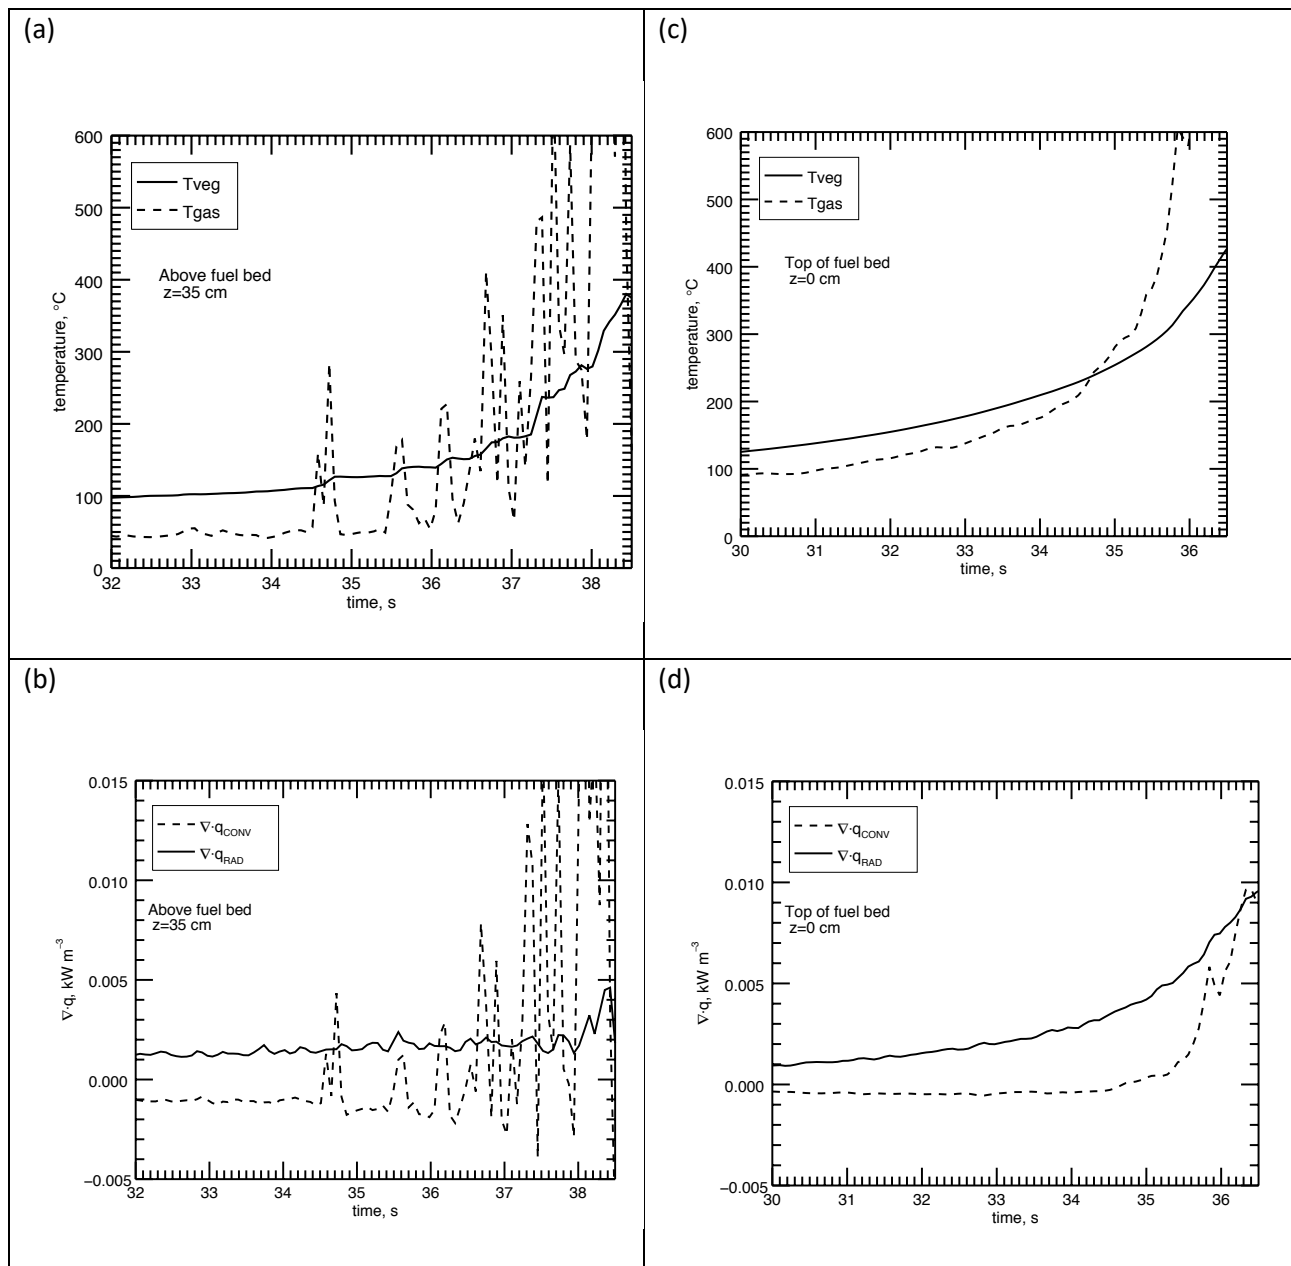 (a)
600
500
400
300
200
100
0
temperature, °C
Tveg
Tgas
Above fuel bed
z=35 cm
32 33 34 35 36 37 38
time, s
(c)
600
500
400
300
200
100
0
temperature, °C
Tveg
Tgas
Top of fuel bed
z=0 cm
30 31 32 33 34 35 36
time, s
(b)
0.015
0.010
0.005
0.000
−0.005
∇·q, kW m⁻³
∇·qCONV
∇·qRAD
Above fuel bed
z=35 cm
32 33 34 35 36 37 38
time, s
(d)
0.015
0.010
0.005
0.000
−0.005
∇·q, kW m⁻³
∇·qCONV
∇·qRAD
Top of fuel bed
z=0 cm
30 31 32 33 34 35 36
time, s